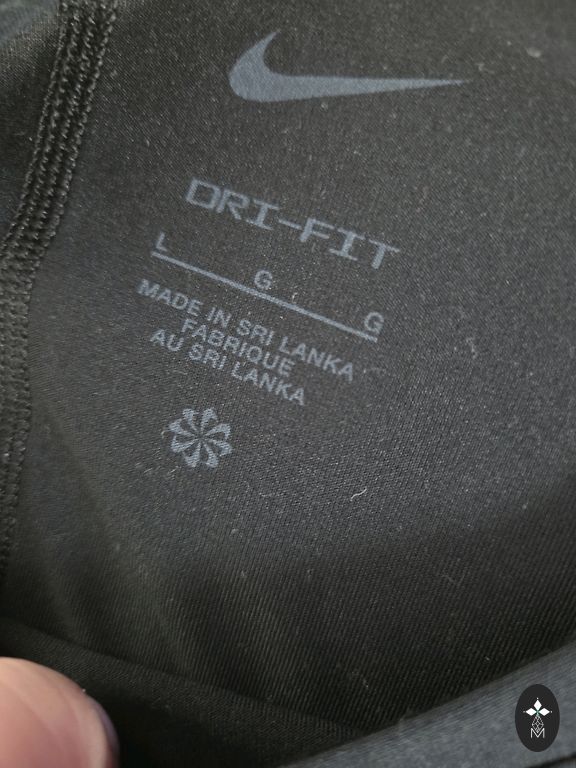 DRI-FIT
L G G
MADE IN SRI LANKA
FABRIQUE
AU SRI LANKA
M